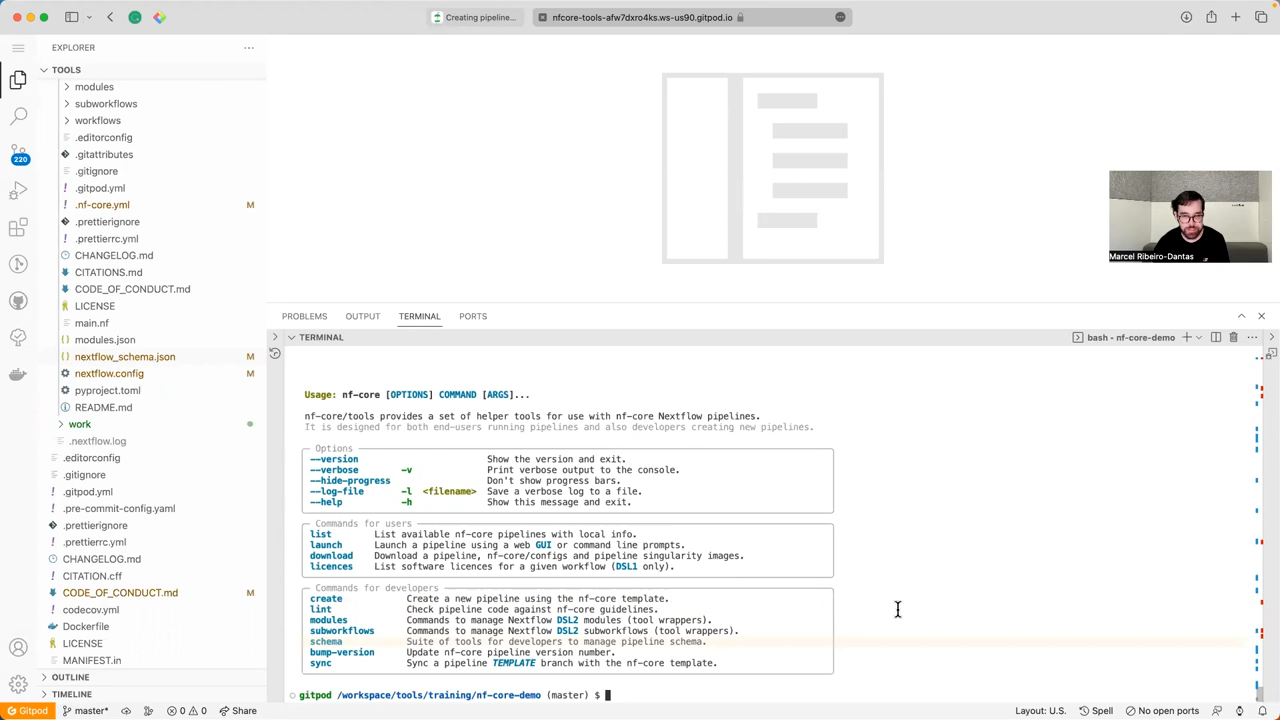 Creating pipeline...
nfcore-tools-afw7dxro4ks.ws-us90.gitpod.io
EXPLORER
TOOLS
modules
subworkflows
workflows
.editorconfig
.gitattributes
.gitignore
.gitpod.yml
.nf-core.yml M
.prettierignore
.prettierrc.yml
CHANGELOG.md
CITATIONS.md
CODE_OF_CONDUCT.md
LICENSE
main.nf
modules.json
nextflow_schema.json M
nextflow.config M
pyproject.toml
README.md
work
.nextflow.log
.editorconfig
.gitignore
.gitpod.yml
.pre-commit-config.yaml
.prettierignore
.prettierrc.yml
CHANGELOG.md
CITATION.cff
CODE_OF_CONDUCT.md M
codecov.yml
Dockerfile
LICENSE
MANIFEST.in
OUTLINE
TIMELINE
220
Marcel Ribeiro-Dantas
PROBLEMS OUTPUT TERMINAL PORTS
TERMINAL
bash - nf-core-demo
Usage: nf-core [OPTIONS] COMMAND [ARGS]...
nf-core/tools provides a set of helper tools for use with nf-core Nextflow pipelines.
It is designed for both end-users running pipelines and also developers creating new pipelines.
Options
--version Show the version and exit.
--verbose -v Print verbose output to the console.
--hide-progress Don't show progress bars.
--log-file -l <filename> Save a verbose log to a file.
--help -h Show this message and exit.
Commands for users
list List available nf-core pipelines with local info.
launch Launch a pipeline using a web GUI or command line prompts.
download Download a pipeline, nf-core/configs and pipeline singularity images.
licences List software licences for a given workflow (DSL1 only).
Commands for developers
create Create a new pipeline using the nf-core template.
lint Check pipeline code against nf-core guidelines.
modules Commands to manage Nextflow DSL2 modules (tool wrappers).
subworkflows Commands to manage Nextflow DSL2 subworkflows (tool wrappers).
schema Suite of tools for developers to manage pipeline schema.
bump-version Update nf-core pipeline version number.
sync Sync a pipeline TEMPLATE branch with the nf-core template.
gitpod /workspace/tools/training/nf-core-demo (master) $
Gitpod master* 0 0 Share Layout: U.S. Spell No open ports